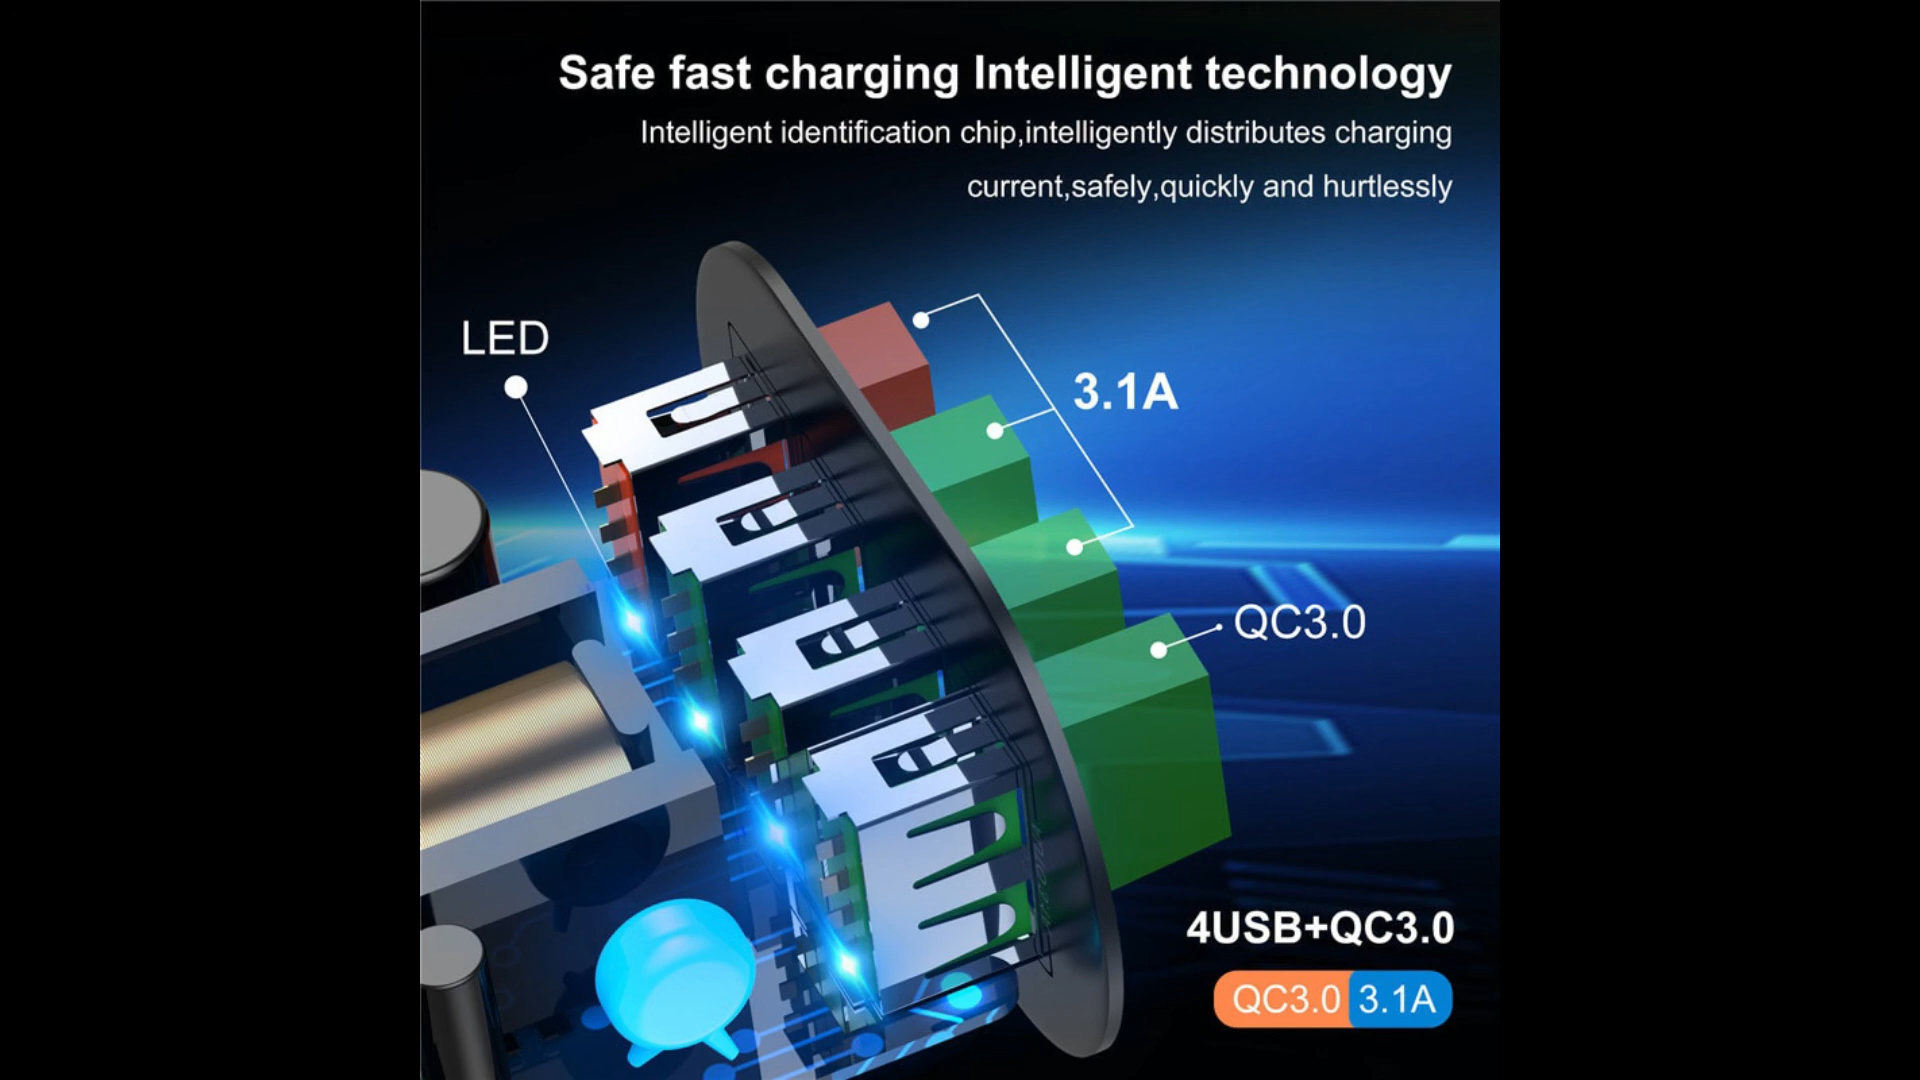 Safe fast charging Intelligent technology
Intelligent identification chip,intelligently distributes charging
current,safely,quickly and hurtlessly
LED
3.1A
QC3.0
4USB+QC3.0
QC3.0 3.1A